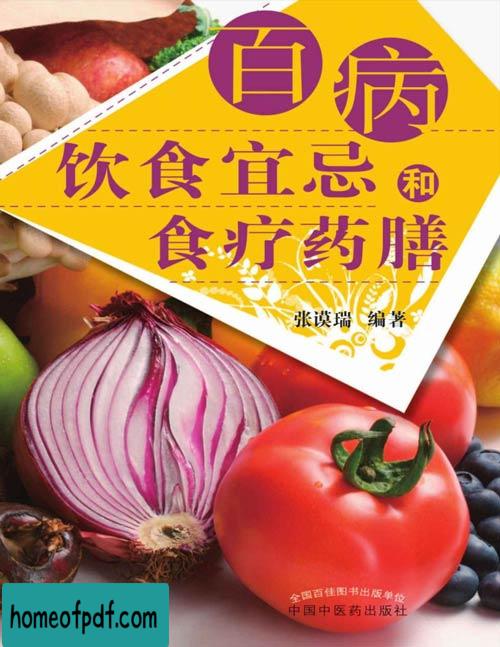 百病
饮食宜忌和
食疗药膳
张谟瑞 编著
全国百佳图书出版单位
中国中医药出版社
homeofpdf.com